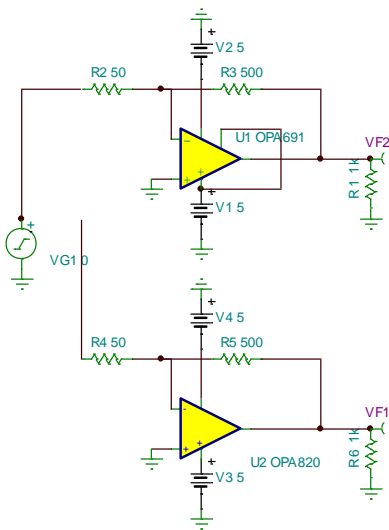 V2 5
R2 50
R3 500
U1 OPA691
VF2
R1 1k
V1 5
VG1 0
V4 5
R4 50
R5 500
VF1
U2 OPA820
R6 1k
V3 5